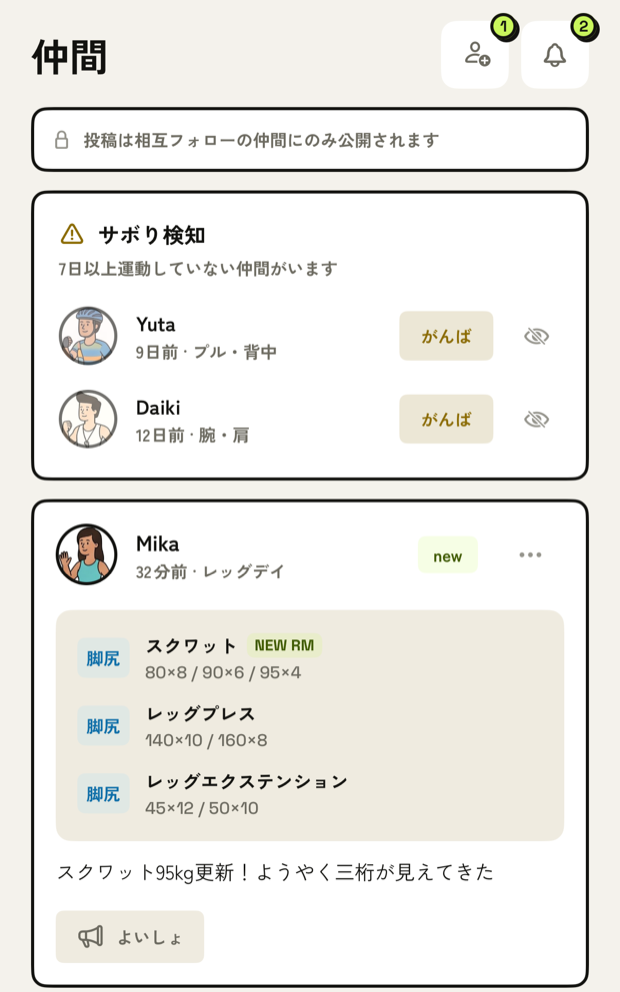 仲間
1
2
投稿は相互フォローの仲間にのみ公開されます
サボり検知
7日以上運動していない仲間がいます
Yuta
9日前・プル・背中
がんば
Daiki
12日前・腕・肩
がんば
Mika
32分前・レッグデイ
new
脚尻
スクワット NEW RM
80×8 / 90×6 / 95×4
脚尻
レッグプレス
140×10 / 160×8
脚尻
レッグエクステンション
45×12 / 50×10
スクワット95kg更新！ようやく三桁が見えてきた
よいしょ